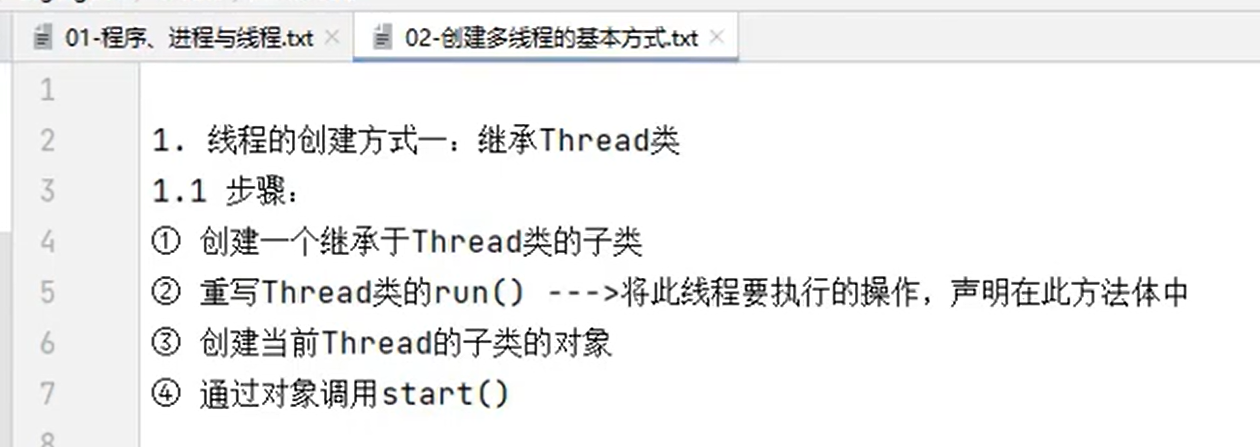 01-程序、进程与线程.txt
02-创建多线程的基本方式.txt
1
2
1. 线程的创建方式一：继承Thread类
3
1.1 步骤：
4
① 创建一个继承于Thread类的子类
5
② 重写Thread类的run() --->将此线程要执行的操作，声明在此方法体中
6
③ 创建当前Thread的子类的对象
7
④ 通过对象调用start()
8